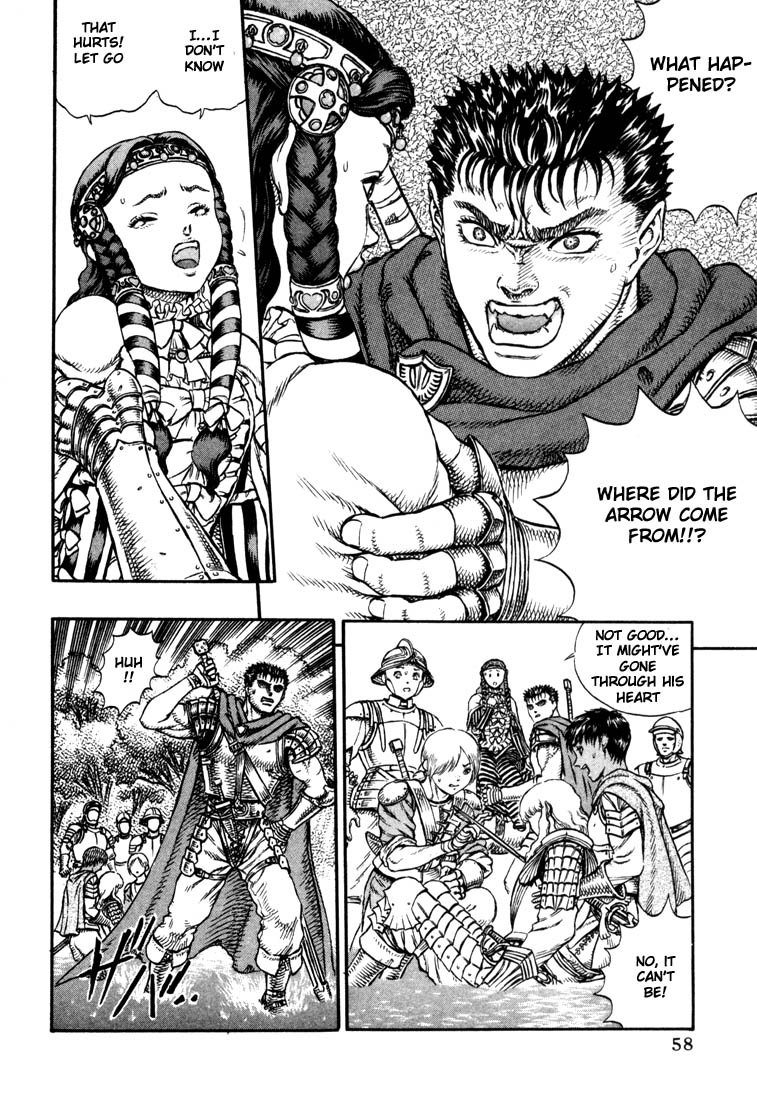 WHAT HAP-
PENED?
WHERE DID THE
ARROW COME
FROM!!?
I...I
DON'T
KNOW
THAT
HURTS!
LET GO
NOT GOOD...
IT MIGHT'VE
GONE
THROUGH HIS
HEART
NO, IT
CAN'T
BE!
HUH
!!
58